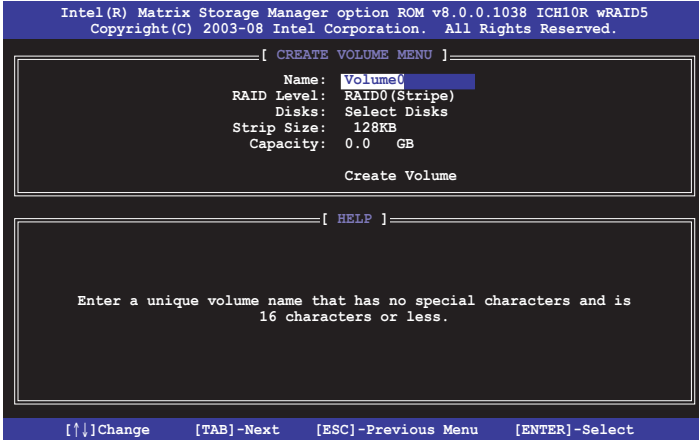 Intel(R) Matrix Storage Manager option ROM v8.0.0.1038 ICH10R wRAID5
Copyright(C) 2003-08 Intel Corporation. All Rights Reserved.
[ CREATE VOLUME MENU ]
Name: Volume0
RAID Level: RAID0(Stripe)
Disks: Select Disks
Strip Size: 128KB
Capacity: 0.0 GB
Create Volume
[ HELP ]
Enter a unique volume name that has no special characters and is
16 characters or less.
[↑↓]Change [TAB]-Next [ESC]-Previous Menu [ENTER]-Select